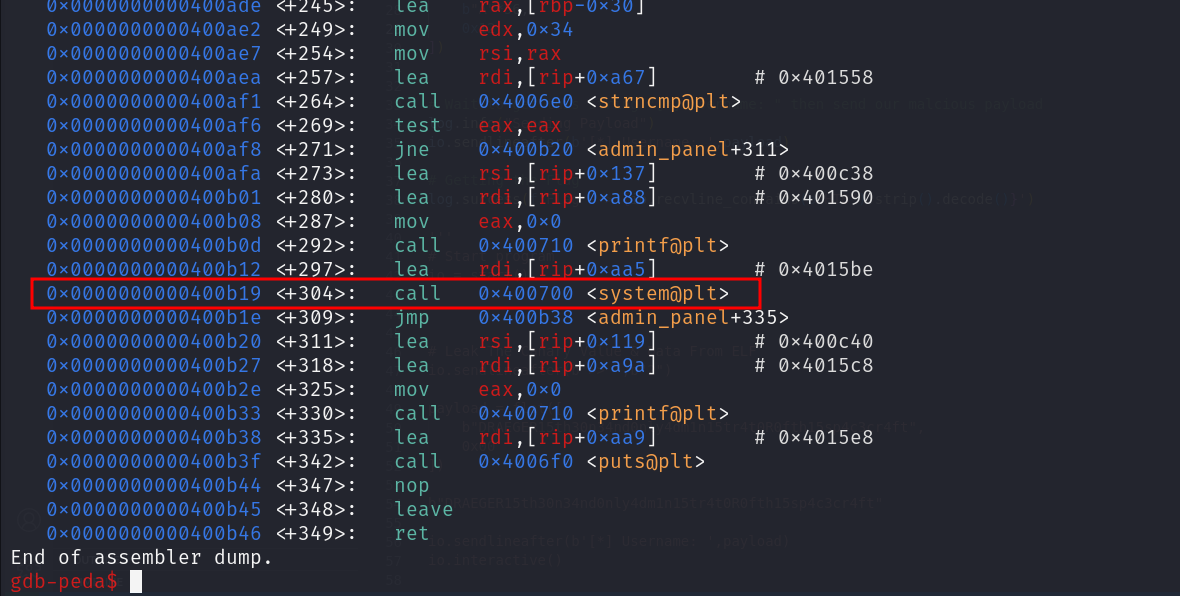 0x0000000000400ade <+245>:   lea    rax,[rbp-0x30]
0x0000000000400ae2 <+249>:   mov    edx,0x34
0x0000000000400ae7 <+254>:   mov    rsi,rax
0x0000000000400aea <+257>:   lea    rdi,[rip+0xa67]        # 0x401558
0x0000000000400af1 <+264>:   call   0x4006e0 <strncmp@plt>
0x0000000000400af6 <+269>:   test   eax,eax
0x0000000000400af8 <+271>:   jne    0x400b20 <admin_panel+311>
0x0000000000400afa <+273>:   lea    rsi,[rip+0x137]        # 0x400c38
0x0000000000400b01 <+280>:   lea    rdi,[rip+0xa88]        # 0x401590
0x0000000000400b08 <+287>:   mov    eax,0x0
0x0000000000400b0d <+292>:   call   0x400710 <printf@plt>
0x0000000000400b12 <+297>:   lea    rdi,[rip+0xaa5]        # 0x4015be
0x0000000000400b19 <+304>:   call   0x400700 <system@plt>
0x0000000000400b1e <+309>:   jmp    0x400b38 <admin_panel+335>
0x0000000000400b20 <+311>:   lea    rsi,[rip+0x119]        # 0x400c40
0x0000000000400b27 <+318>:   lea    rdi,[rip+0xa9a]        # 0x4015c8
0x0000000000400b2e <+325>:   mov    eax,0x0
0x0000000000400b33 <+330>:   call   0x400710 <printf@plt>
0x0000000000400b38 <+335>:   lea    rdi,[rip+0xaa9]        # 0x4015e8
0x0000000000400b3f <+342>:   call   0x4006f0 <puts@plt>
0x0000000000400b44 <+347>:   nop
0x0000000000400b45 <+348>:   leave
0x0000000000400b46 <+349>:   ret
End of assembler dump.
gdb-peda$